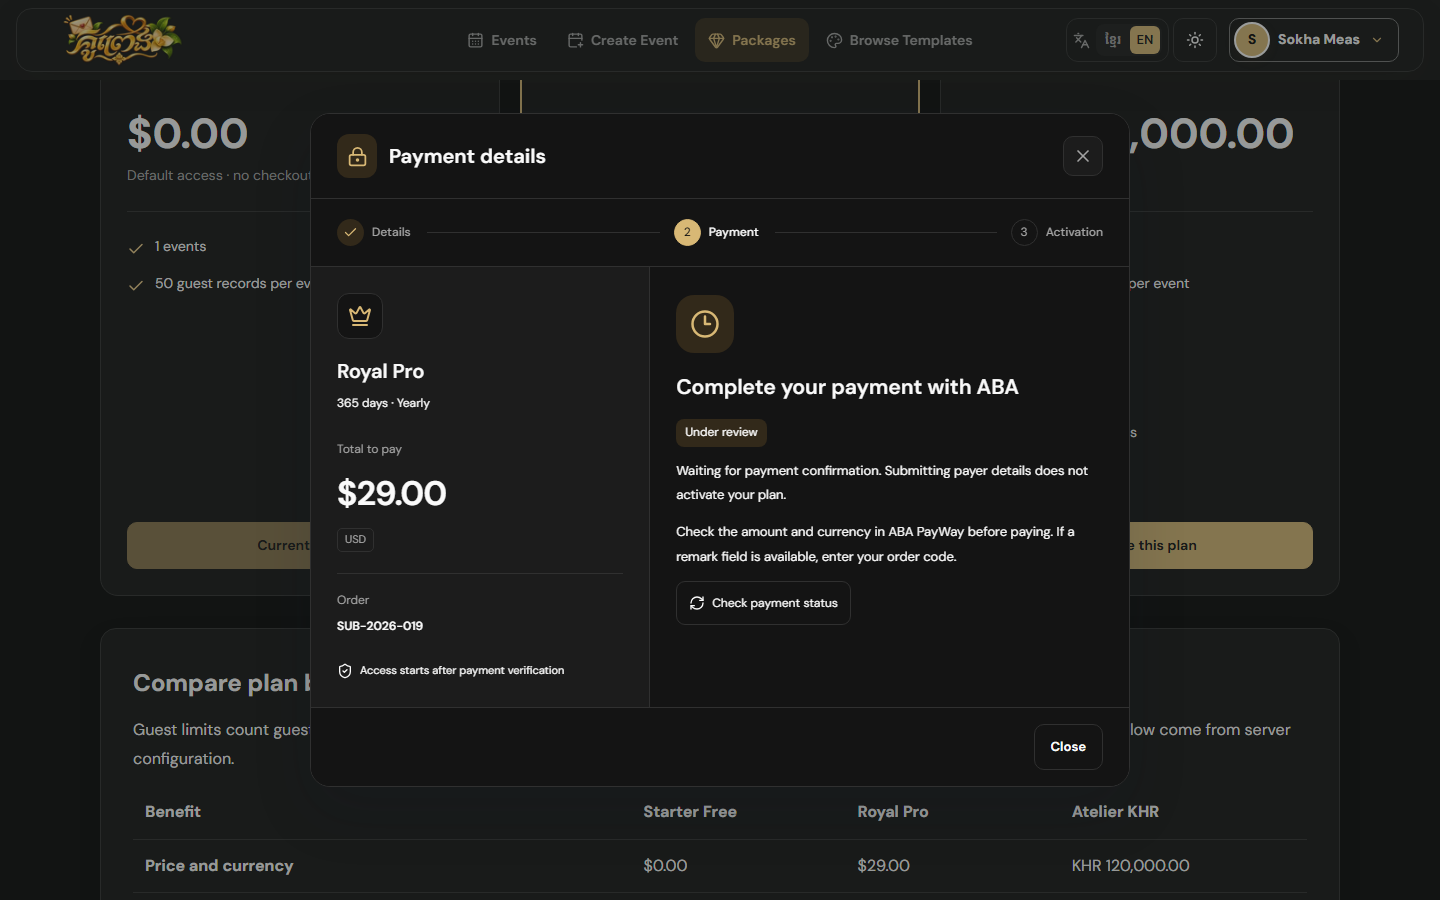 គូព្រេង
Events
Create Event
Packages
Browse Templates
ខ្មែរ
EN
S
Sokha Meas
$0.00
Default access · no checkout
1 events
50 guest records per ev
Current
,000.00
per event
s
e this plan
Payment details
Details
2
Payment
3
Activation
Royal Pro
365 days · Yearly
Total to pay
$29.00
USD
Order
SUB-2026-019
Access starts after payment verification
Complete your payment with ABA
Under review
Waiting for payment confirmation. Submitting payer details does not
activate your plan.
Check the amount and currency in ABA PayWay before paying. If a
remark field is available, enter your order code.
Check payment status
Close
Compare plan b
Guest limits count gues
low come from server
configuration.
Benefit
Starter Free
Royal Pro
Atelier KHR
Price and currency
$0.00
$29.00
KHR 120,000.00